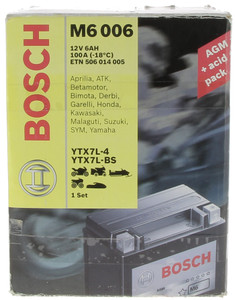 BOSCH
M6 006
12V 6AH
100A (-18°C)
ETN 506 014 005
AGM
+ acid
pack
Aprilia, ATK,
Betamotor,
Bimota, Derbi,
Garelli, Honda,
Kawasaki,
Malaguti, Suzuki,
SYM, Yamaha
YTX7L-4
YTX7L-BS
1 Set
BOSCH